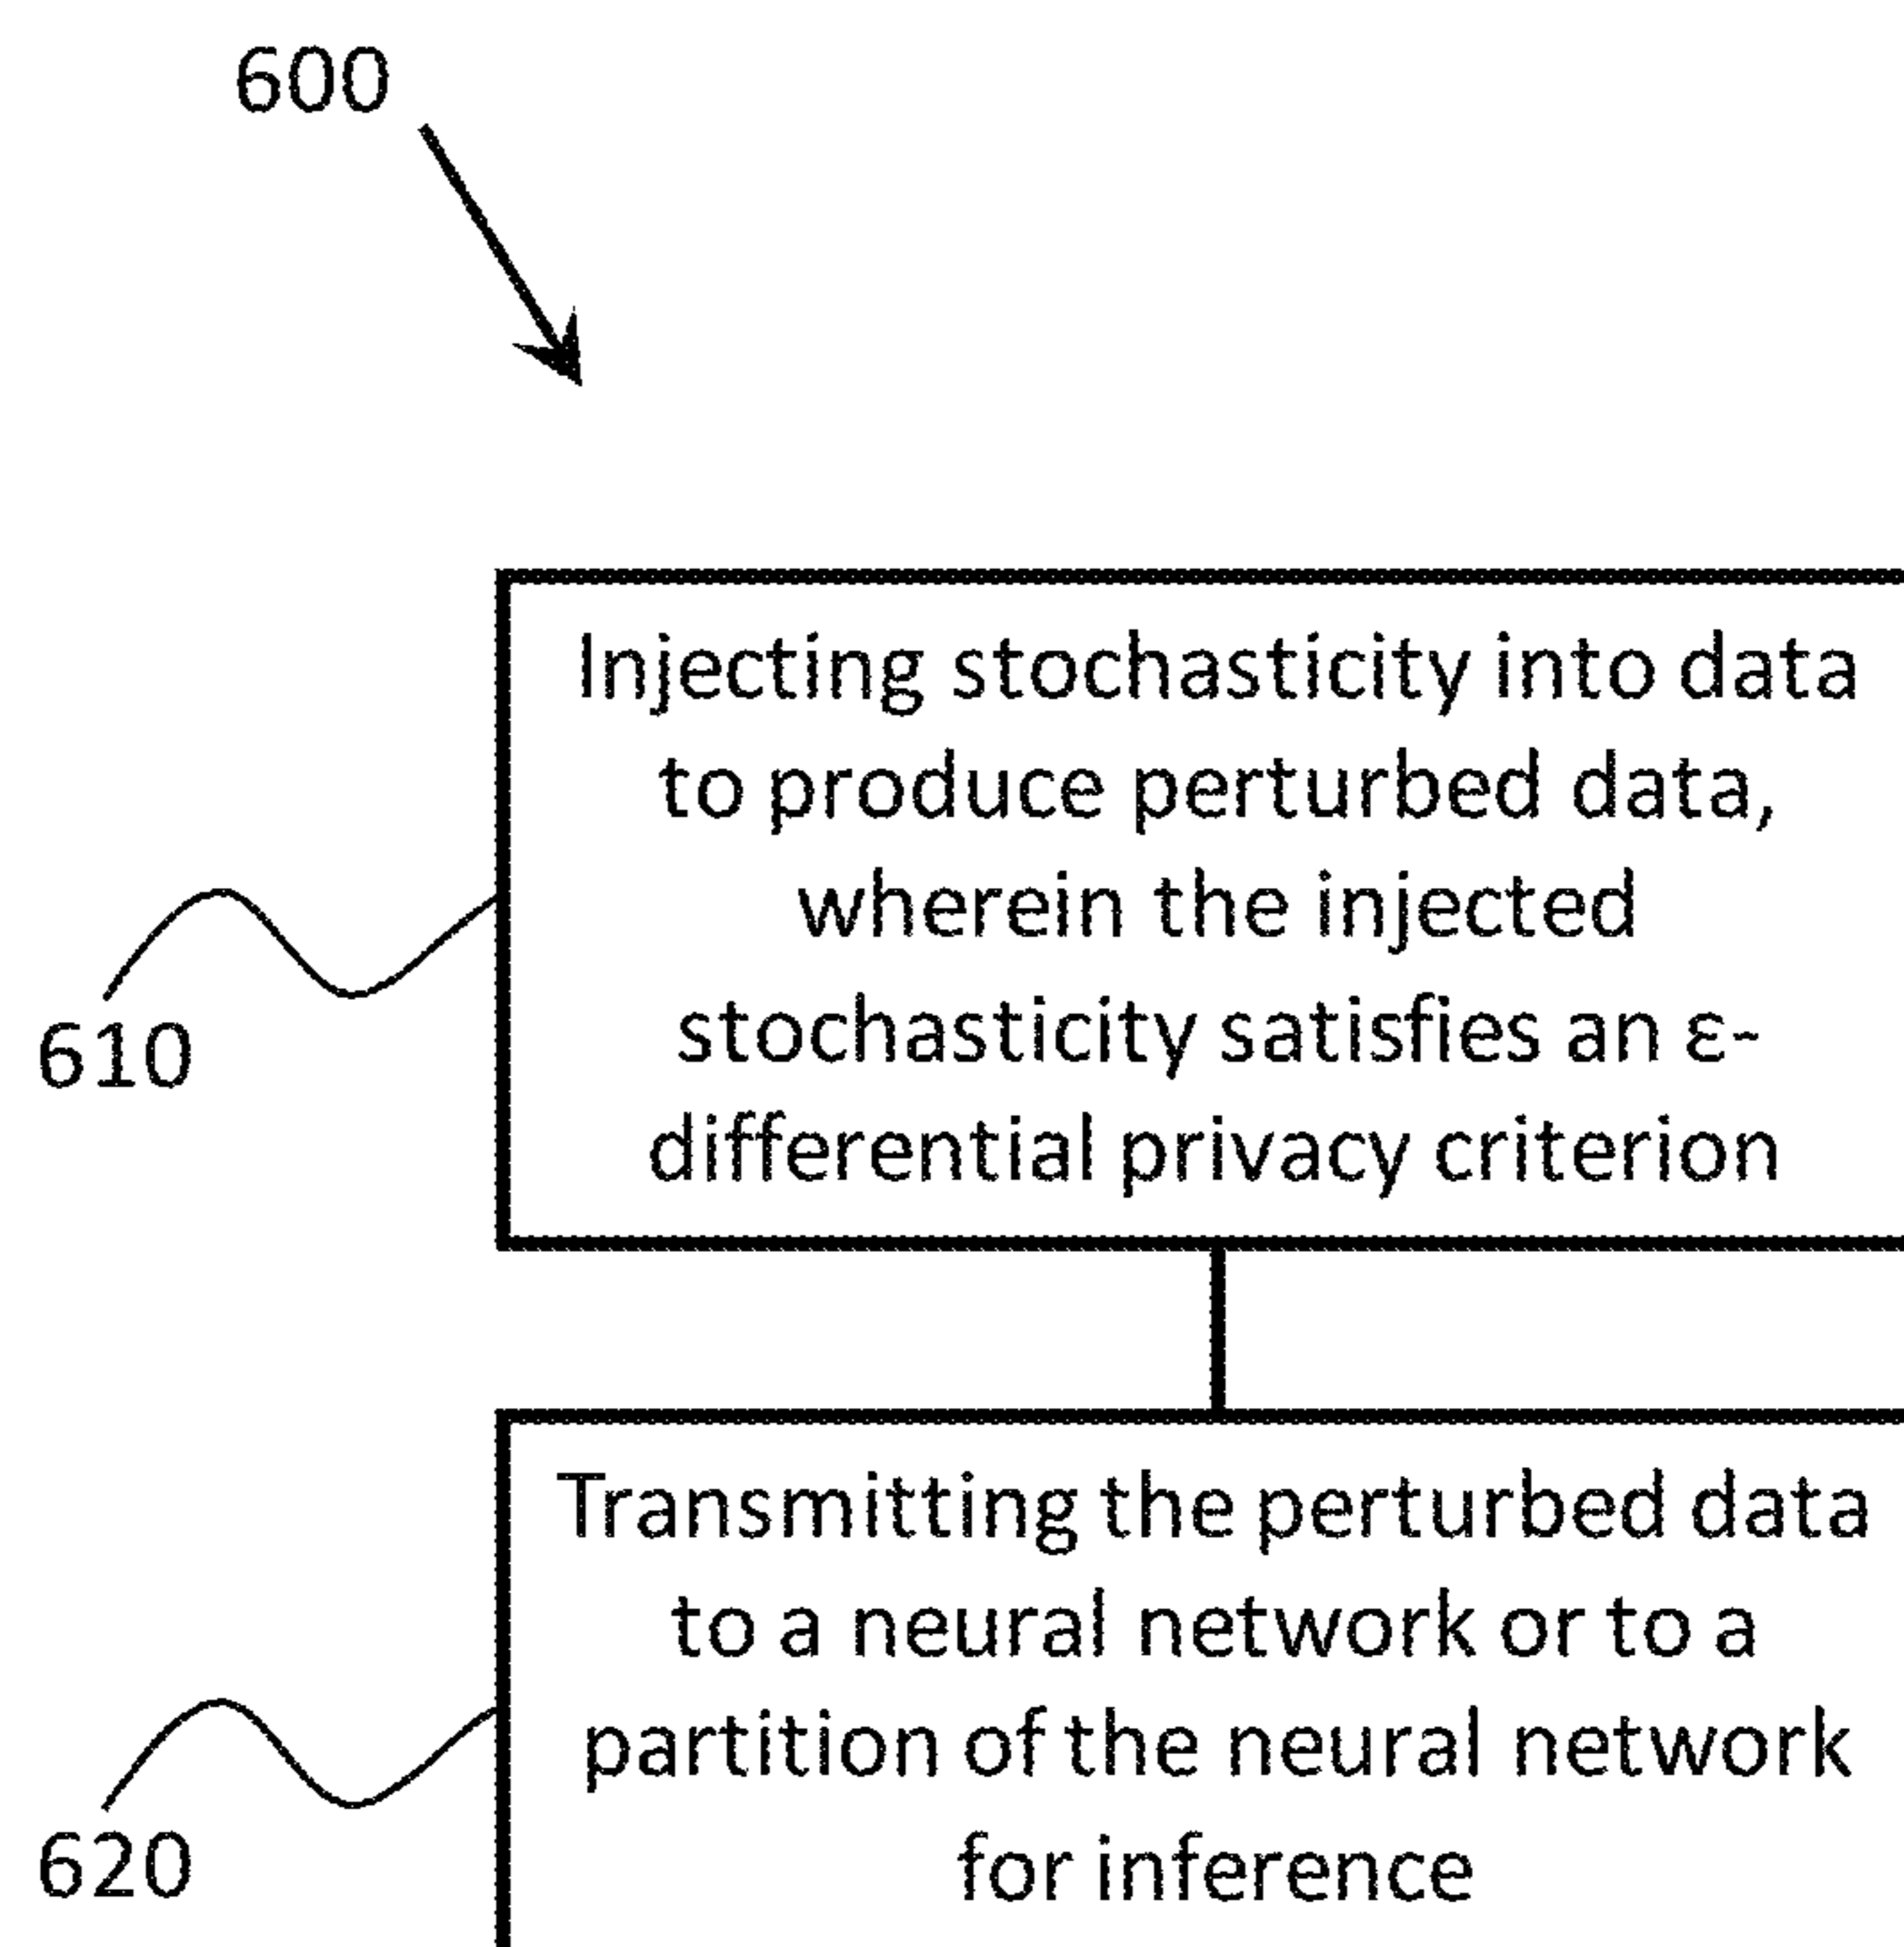 600
Injecting stochasticity into data
to produce perturbed data,
wherein the injected
stochasticity satisfies an ε-
differential privacy criterion
610
Transmitting the perturbed data
to a neural network or to a
partition of the neural network
for inference
620